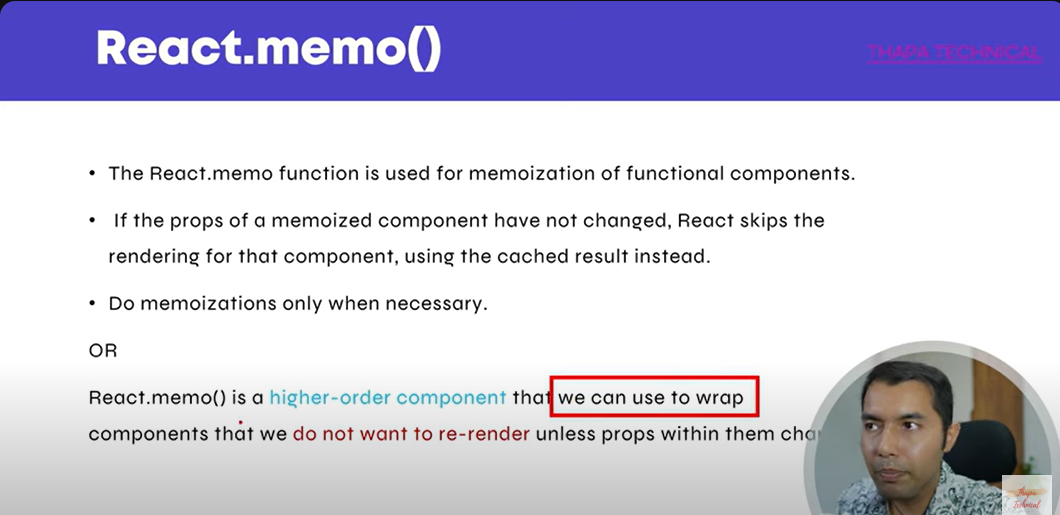 React.memo()
THAPA TECHNICAL
• The React.memo function is used for memoization of functional components.
• If the props of a memoized component have not changed, React skips the
rendering for that component, using the cached result instead.
• Do memoizations only when necessary.
OR
React.memo() is a higher-order component that we can use to wrap
components that we do not want to re-render unless props within them cha
Thapa
Technical